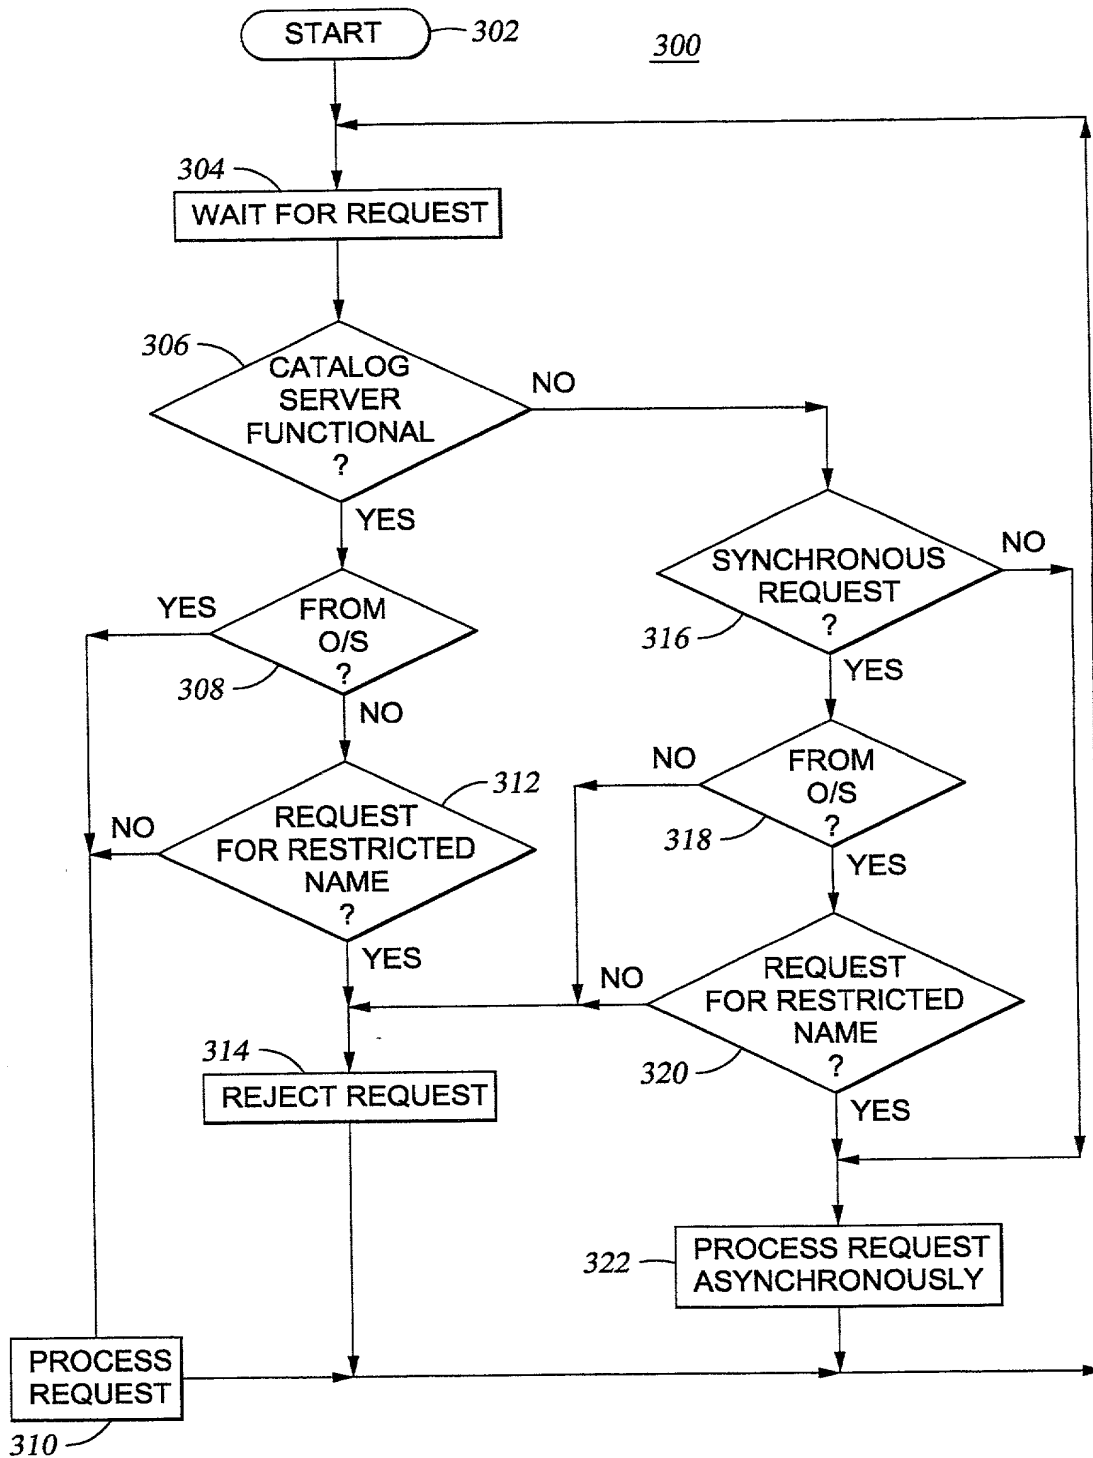 START
302
300
304
WAIT FOR REQUEST
306
CATALOG
SERVER
FUNCTIONAL
?
NO
YES
SYNCHRONOUS
REQUEST
?
316
NO
YES
FROM
O/S
?
308
YES
NO
FROM
O/S
?
318
NO
YES
312
REQUEST
FOR RESTRICTED
NAME
?
NO
YES
REQUEST
FOR RESTRICTED
NAME
?
320
NO
YES
314
REJECT REQUEST
322
PROCESS REQUEST
ASYNCHRONOUSLY
PROCESS
REQUEST
310